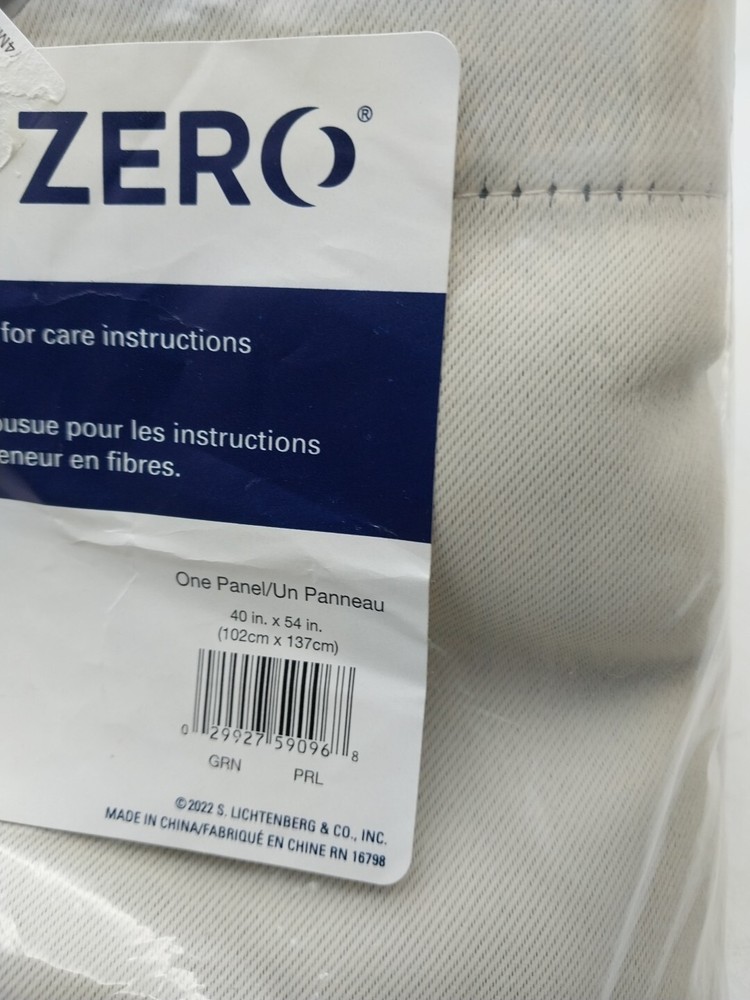 4M
ZERO®
for care instructions
ousue pour les instructions
eneur en fibres.
One Panel/Un Panneau
40 in. x 54 in.
(102cm x 137cm)
0 29927 59096 8
GRN PRL
©2022 S. LICHTENBERG & CO., INC.
MADE IN CHINA/FABRIQUÉ EN CHINE RN 16798